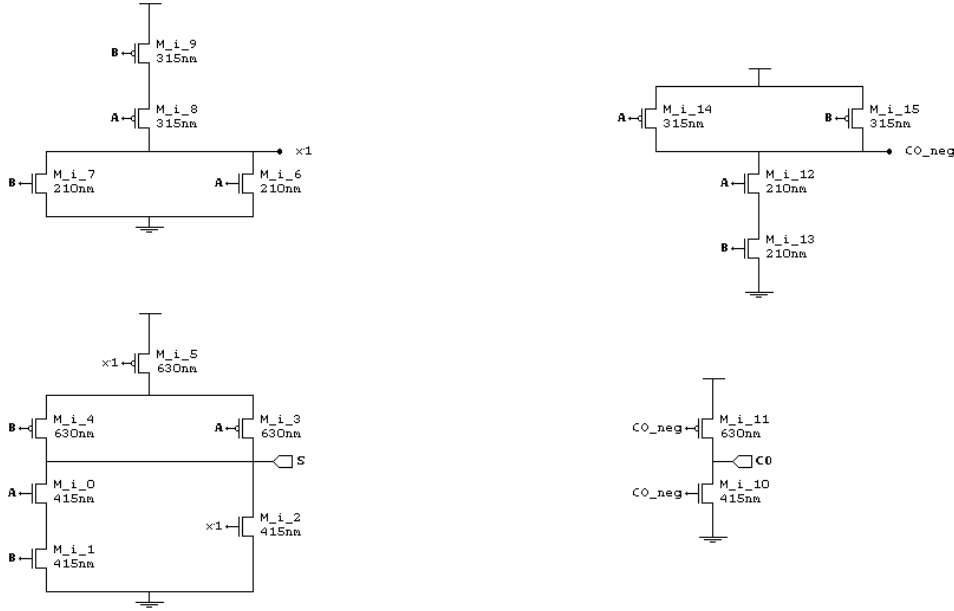 M_i_9
B
315nm
M_i_8
A
315nm
x1
M_i_7
B
210nm
M_i_6
A
210nm
M_i_14
A
315nm
M_i_15
B
315nm
CO_neg
M_i_12
A
210nm
M_i_13
B
210nm
M_i_5
x1
630nm
M_i_4
B
630nm
M_i_3
A
630nm
S
M_i_0
A
415nm
M_i_2
x1
415nm
M_i_1
B
415nm
M_i_11
CO_neg
630nm
CO
M_i_10
CO_neg
415nm